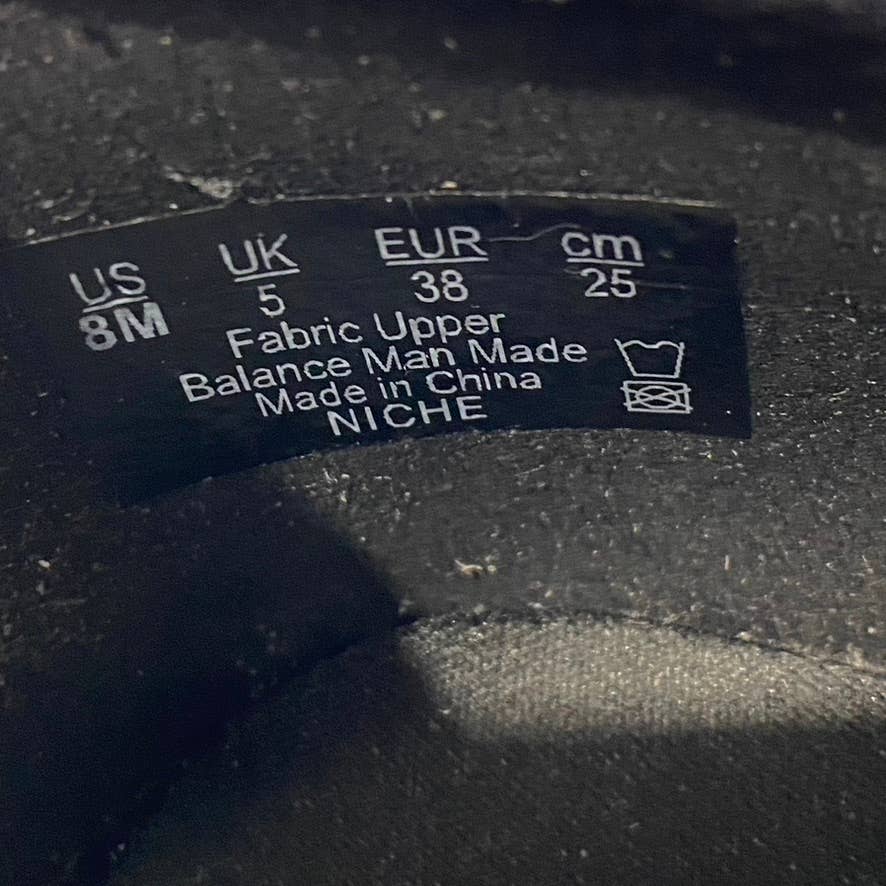 US UK EUR cm
8M 5 38 25
Fabric Upper
Balance Man Made
Made in China
NICHE